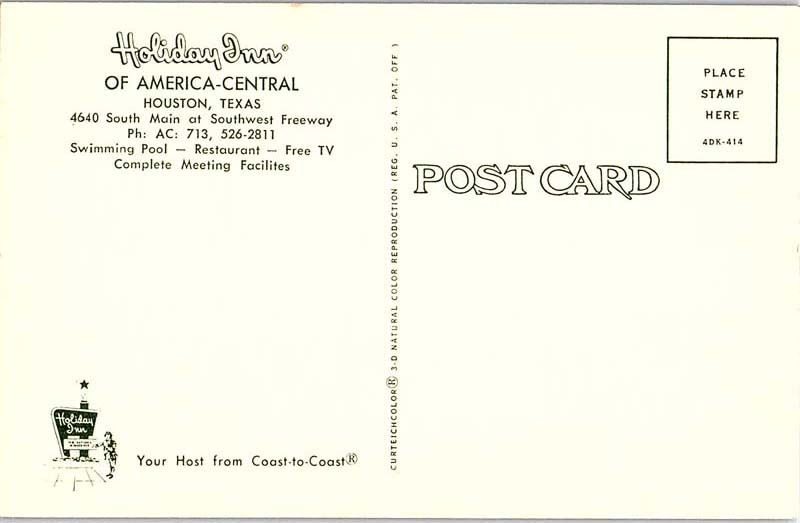 Holiday Inn®
OF AMERICA-CENTRAL
HOUSTON, TEXAS
4640 South Main at Southwest Freeway
Ph: AC: 713, 526-2811
Swimming Pool — Restaurant — Free TV
Complete Meeting Facilites
CURTEICHCOLOR® 3-D NATURAL COLOR REPRODUCTION (REG. U. S. A. PAT. OFF.)
PLACE
STAMP
HERE
4DK-414
POST CARD
Holiday
Inn
Your Host from Coast-to-Coast®